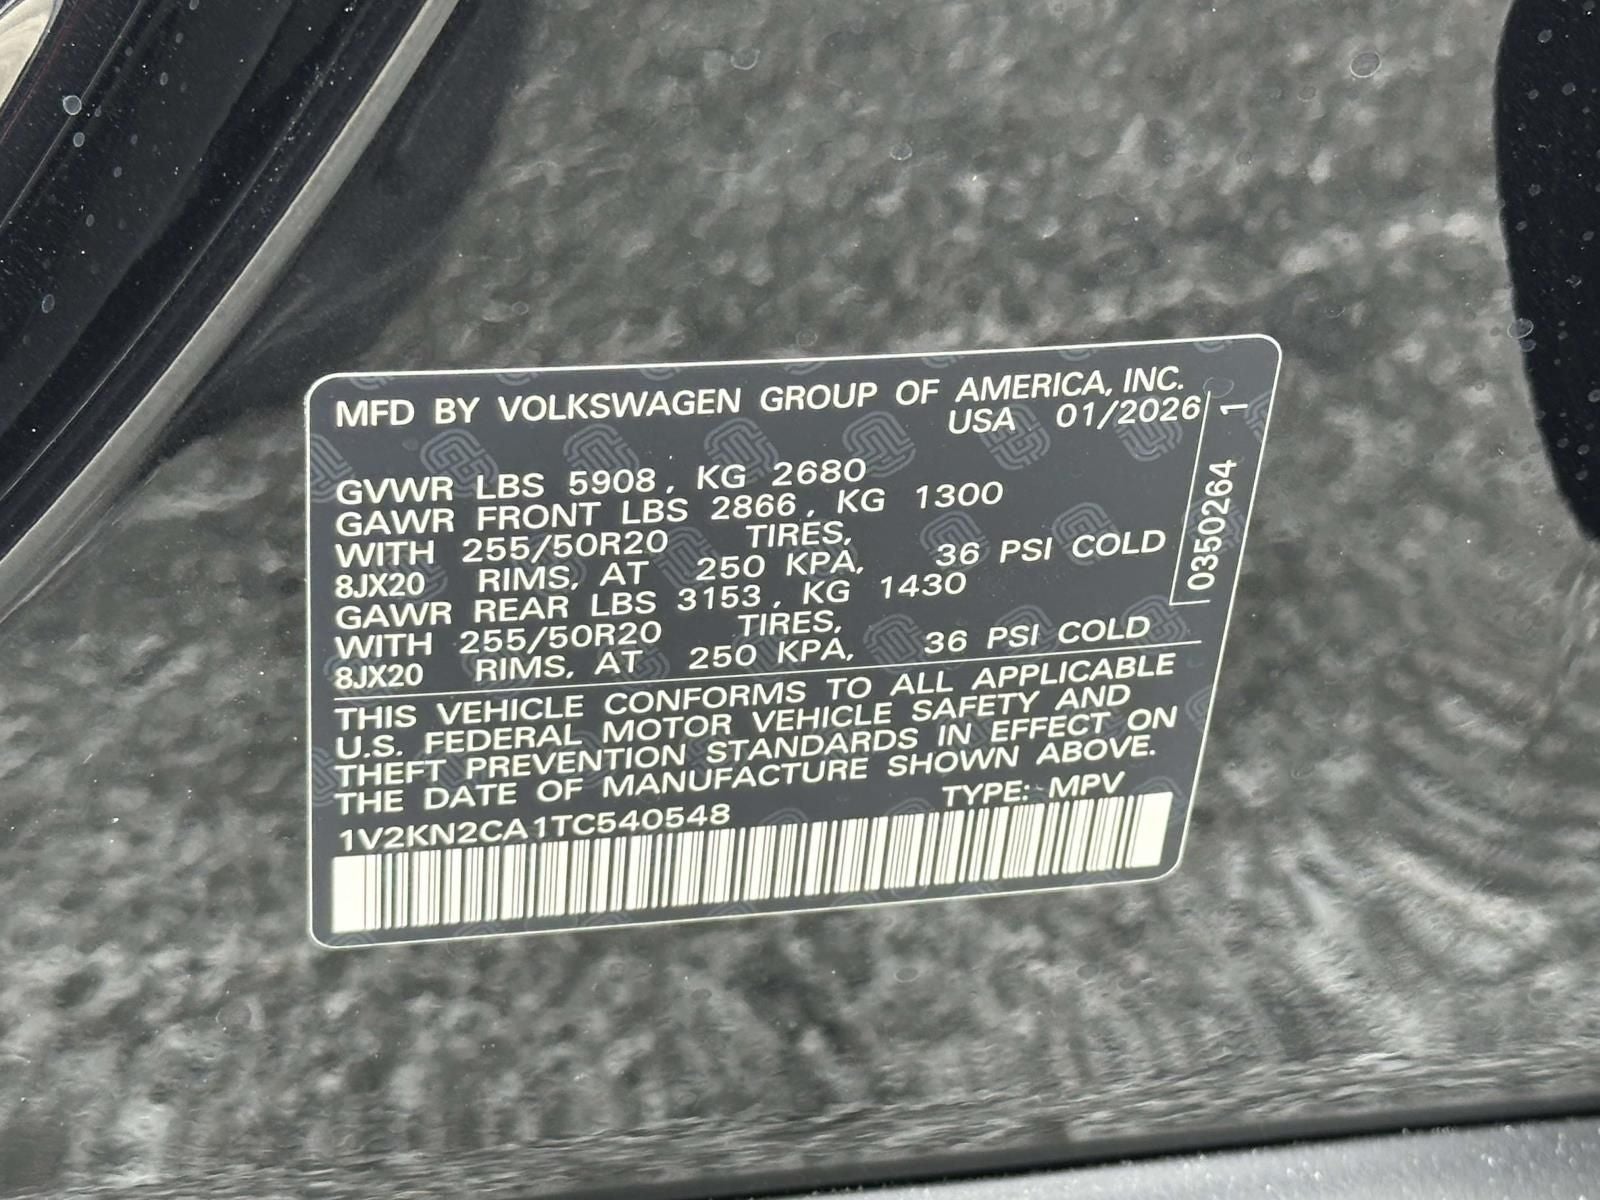 MFD BY VOLKSWAGEN GROUP OF AMERICA, INC.
USA 01/2026
GVWR LBS 5908, KG 2680
GAWR FRONT LBS 2866, KG 1300
WITH 255/50R20 TIRES,
8JX20 RIMS, AT 250 KPA, 36 PSI COLD
GAWR REAR LBS 3153, KG 1430
WITH 255/50R20 TIRES,
8JX20 RIMS, AT 250 KPA, 36 PSI COLD
THIS VEHICLE CONFORMS TO ALL APPLICABLE
U.S. FEDERAL MOTOR VEHICLE SAFETY AND
THEFT PREVENTION STANDARDS IN EFFECT ON
THE DATE OF MANUFACTURE SHOWN ABOVE.
1V2KN2CA1TC540548 TYPE: MPV
0350264 1